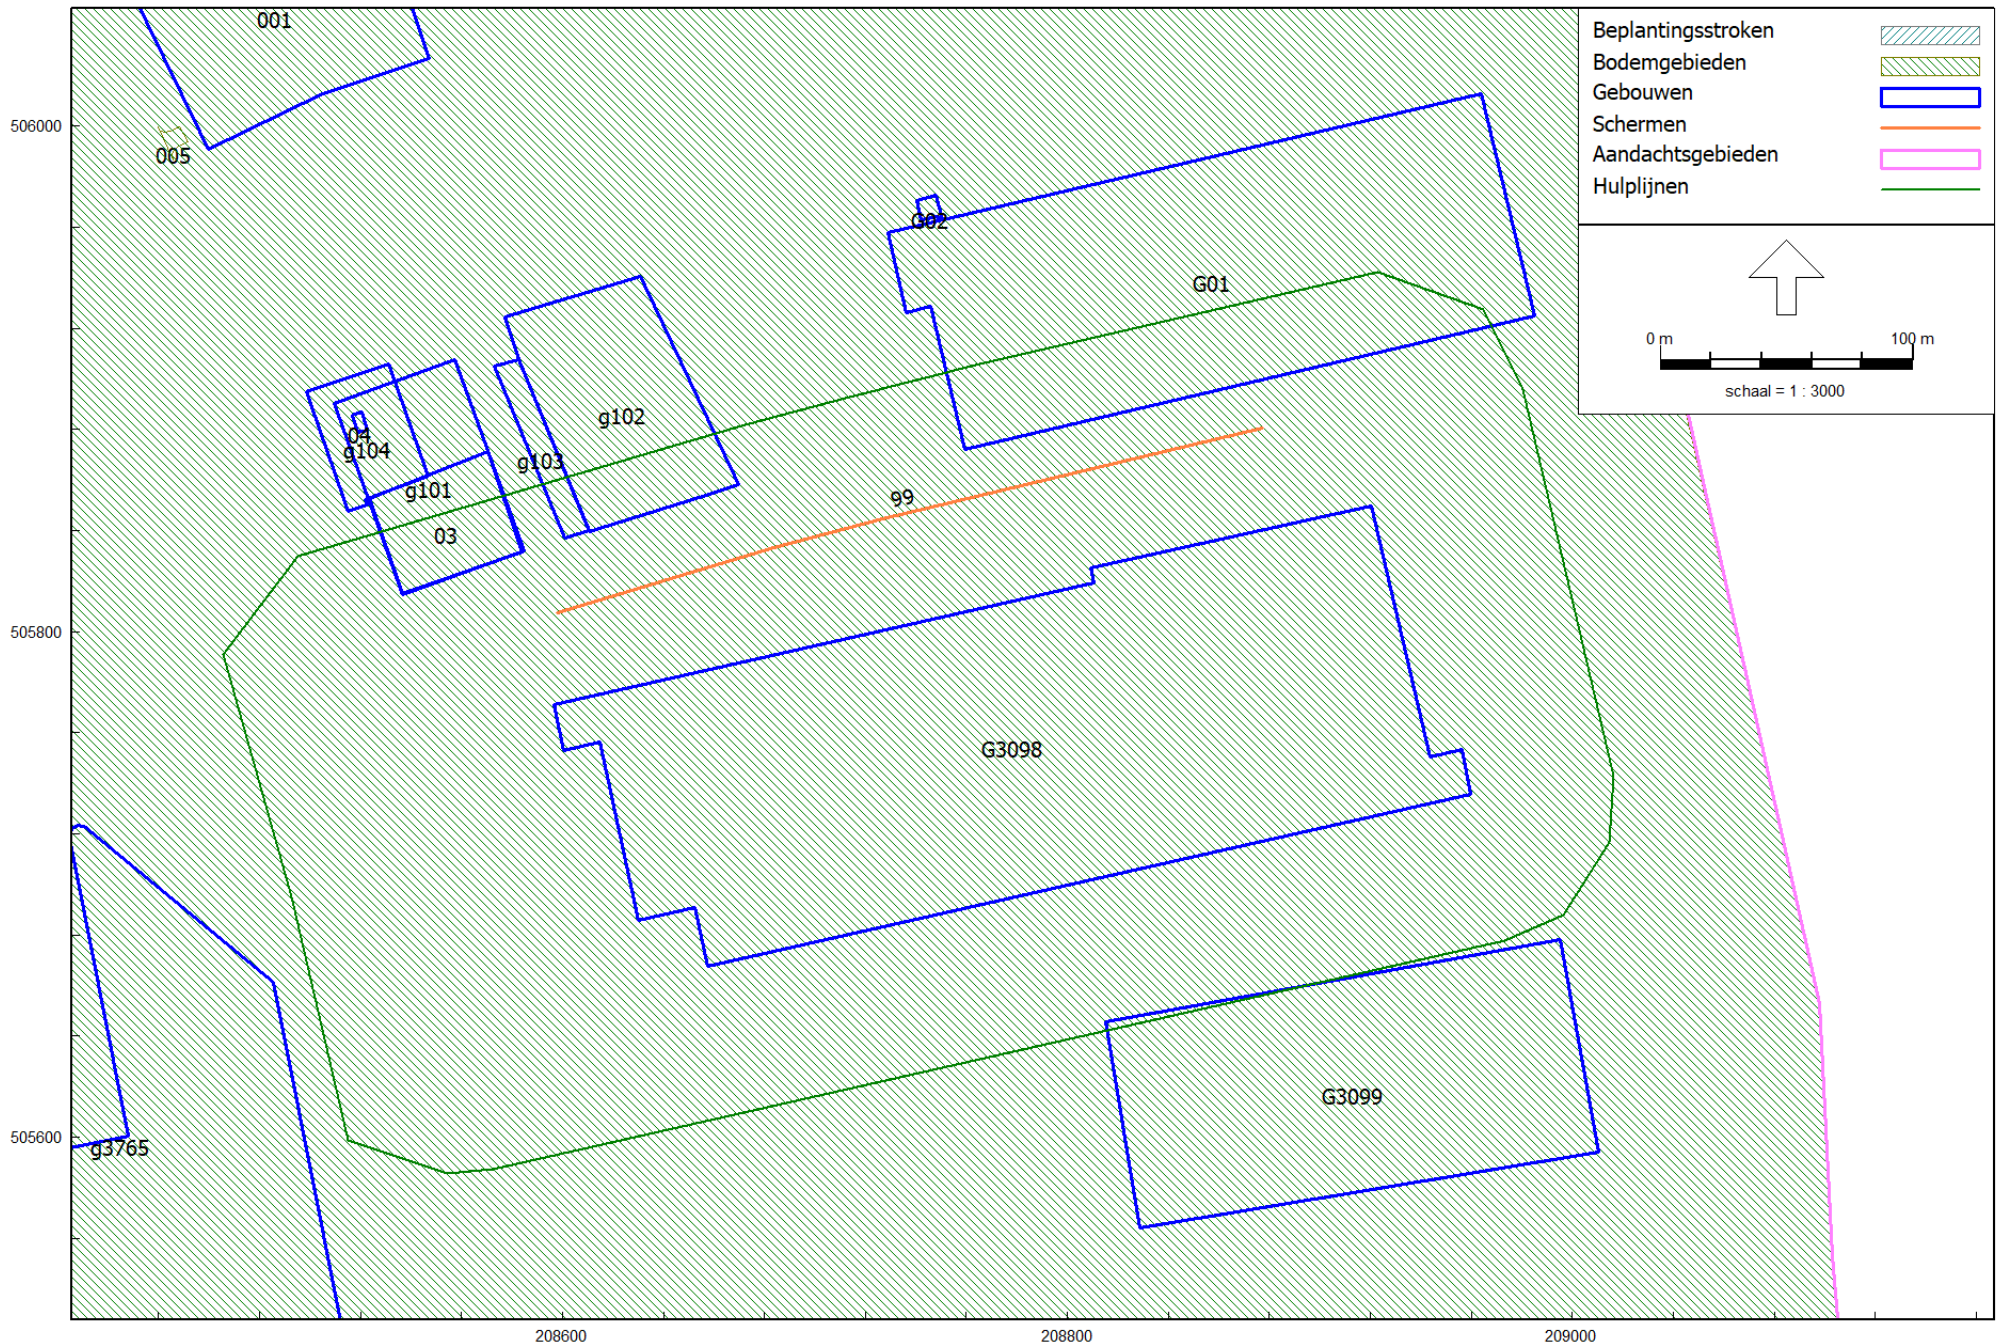 001
Beplantingsstroken
Bodemgebieden
Gebouwen
Schermen
Aandachtsgebieden
Hulplijnen
506000
005
G02
G01
0 m 100 m
schaal = 1 : 3000
g102
04
g104
g103
g101
99
03
505800
G3098
G3099
505600
g3765
208600 208800 209000